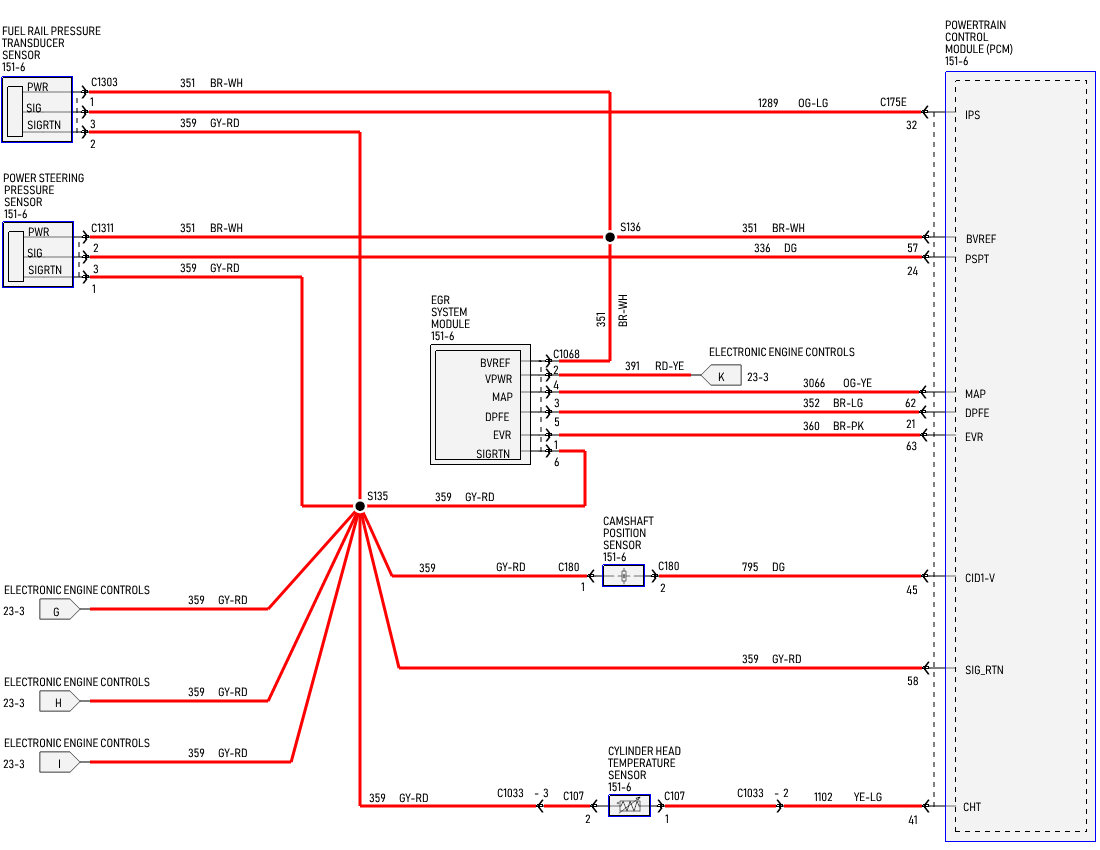 FUEL RAIL PRESSURE
TRANSDUCER
SENSOR
151-6
PWR
SIG
SIGRTN
C1303
1
3
2
351 BR-WH
359 GY-RD
1289 OG-LG C175E
32
POWERTRAIN
CONTROL
MODULE (PCM)
151-6
IPS
POWER STEERING
PRESSURE
SENSOR
151-6
PWR
SIG
SIGRTN
C1311
2
3
1
351 BR-WH
359 GY-RD
S136
351 BR-WH
57
BVREF
336 DG
24
PSPT
351 BR-WH
EGR
SYSTEM
MODULE
151-6
BVREF
VPWR
MAP
DPFE
EVR
SIGRTN
C1068
2
4
3
5
1
6
391 RD-YE
ELECTRONIC ENGINE CONTROLS
K
23-3
3066 OG-YE
62
MAP
352 BR-LG
21
DPFE
360 BR-PK
63
EVR
S135
359 GY-RD
CAMSHAFT
POSITION
SENSOR
151-6
359 GY-RD C180
1
C180
2
795 DG
45
CID1-V
ELECTRONIC ENGINE CONTROLS
23-3
G
359 GY-RD
359 GY-RD
58
SIG_RTN
ELECTRONIC ENGINE CONTROLS
23-3
H
359 GY-RD
ELECTRONIC ENGINE CONTROLS
23-3
I
359 GY-RD
CYLINDER HEAD
TEMPERATURE
SENSOR
151-6
359 GY-RD
C1033 - 3
C107
2
C107
1
C1033 - 2
1102 YE-LG
41
CHT